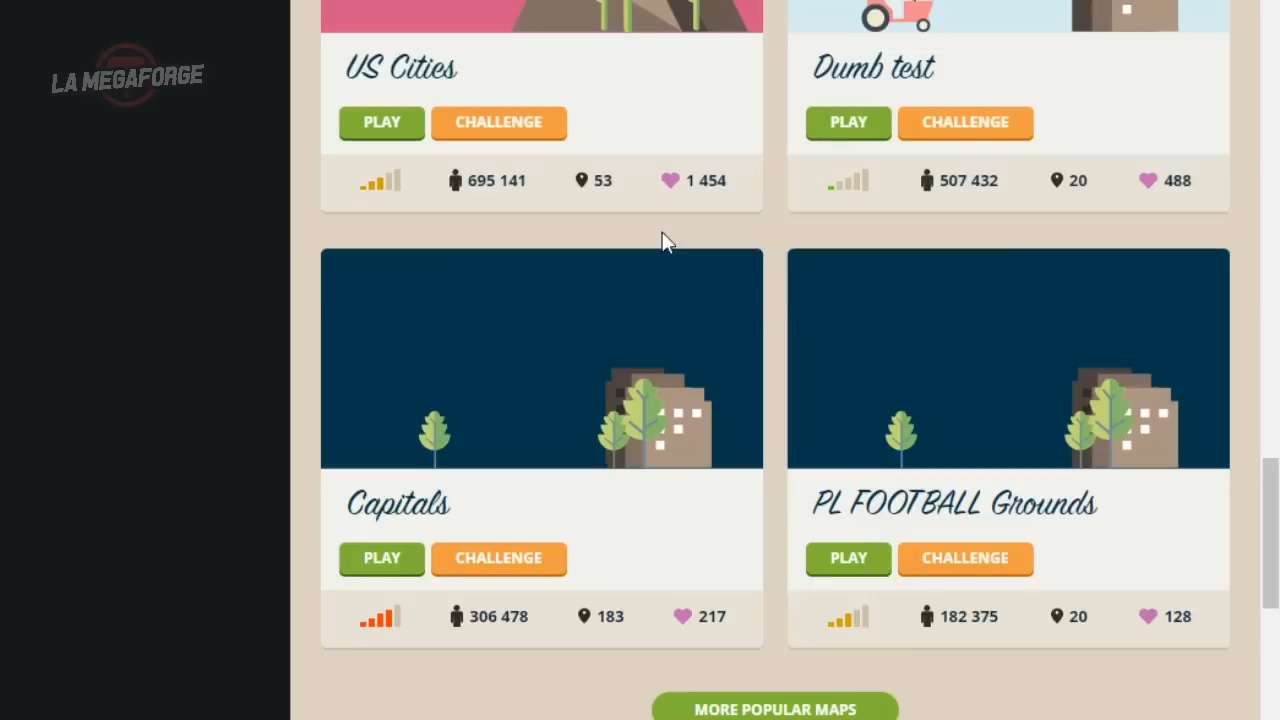 LA MEGAFORGE
US Cities
PLAY CHALLENGE
695 141 53 1 454
Dumb test
PLAY CHALLENGE
507 432 20 488
Capitals
PLAY CHALLENGE
306 478 183 217
PL FOOTBALL Grounds
PLAY CHALLENGE
182 375 20 128
MORE POPULAR MAPS